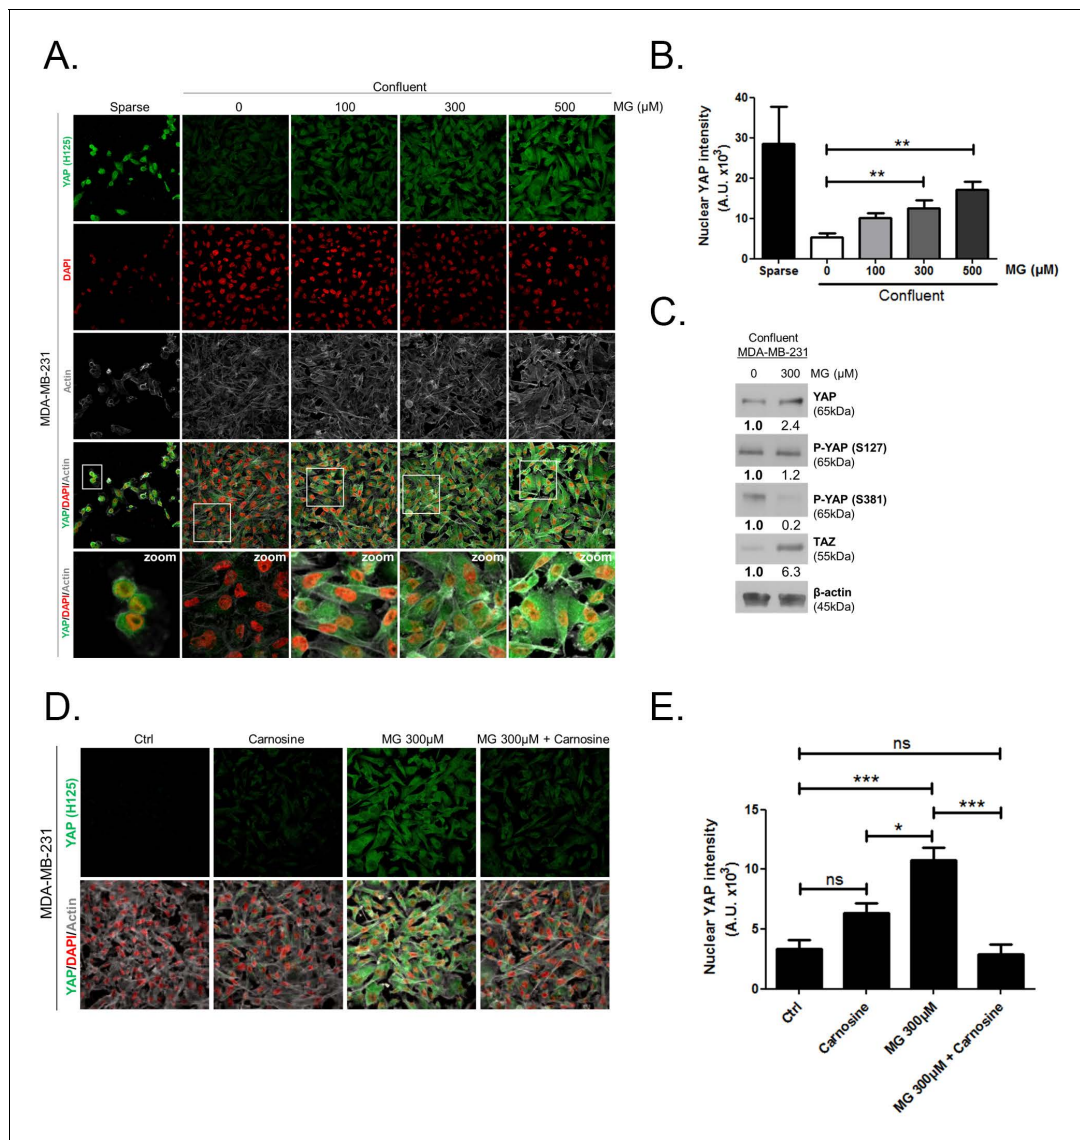 A.
Confluent
Sparse 0 100 300 500 MG (µM)
MDA-MB-231
YAP (H125)
DAPI
Actin
YAP/DAPI/Actin
YAP/DAPI/Actin
zoom zoom zoom zoom zoom
B.
Nuclear YAP intensity
(A.U. x10³)
40
30
20
10
0
**
**
Sparse 0 100 300 500 MG (µM)
Confluent
C.
Confluent
MDA-MB-231
0 300 MG (µM)
YAP
(65kDa)
1.0 2.4
P-YAP (S127)
(65kDa)
1.0 1.2
P-YAP (S381)
(65kDa)
1.0 0.2
TAZ
(55kDa)
1.0 6.3
β-actin
(45kDa)
D.
Ctrl Carnosine MG 300µM MG 300µM + Carnosine
MDA-MB-231
YAP (H125)
YAP/DAPI/Actin
E.
Nuclear YAP intensity
(A.U. x10³)
15
10
5
0
ns
***
***
*
ns
Ctrl
Carnosine
MG 300µM
MG 300µM + Carnosine